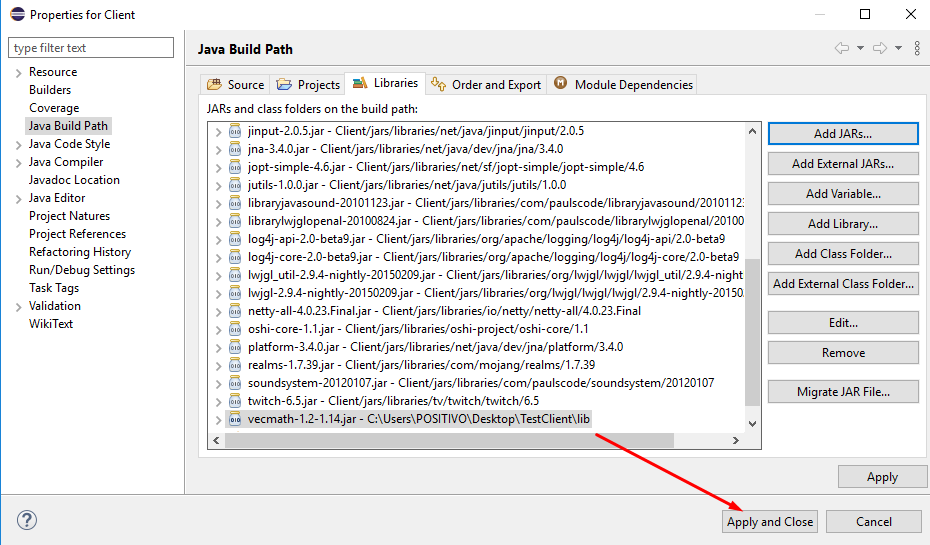 Properties for Client
type filter text
Resource
Builders
Coverage
Java Build Path
Java Code Style
Java Compiler
Javadoc Location
Java Editor
Project Natures
Project References
Refactoring History
Run/Debug Settings
Task Tags
Validation
WikiText
Java Build Path
Source
Projects
Libraries
Order and Export
Module Dependencies
JARs and class folders on the build path:
jinput-2.0.5.jar - Client/jars/libraries/net/java/jinput/jinput/2.0.5
jna-3.4.0.jar - Client/jars/libraries/net/java/dev/jna/jna/3.4.0
jopt-simple-4.6.jar - Client/jars/libraries/net/sf/jopt-simple/jopt-simple/4.6
jutils-1.0.0.jar - Client/jars/libraries/net/java/jutils/jutils/1.0.0
libraryjavasound-20101123.jar - Client/jars/libraries/com/paulscode/libraryjavasound/20101123
librarylwjglopenal-20100824.jar - Client/jars/libraries/com/paulscode/librarylwjglopenal/20100
log4j-api-2.0-beta9.jar - Client/jars/libraries/org/apache/logging/log4j/log4j-api/2.0-beta9
log4j-core-2.0-beta9.jar - Client/jars/libraries/org/apache/logging/log4j/log4j-core/2.0-beta9
lwjgl_util-2.9.4-nightly-20150209.jar - Client/jars/libraries/org/lwjgl/lwjgl/lwjgl_util/2.9.4-night
lwjgl-2.9.4-nightly-20150209.jar - Client/jars/libraries/org/lwjgl/lwjgl/lwjgl/2.9.4-nightly-20150
netty-all-4.0.23.Final.jar - Client/jars/libraries/io/netty/netty-all/4.0.23.Final
oshi-core-1.1.jar - Client/jars/libraries/oshi-project/oshi-core/1.1
platform-3.4.0.jar - Client/jars/libraries/net/java/dev/jna/platform/3.4.0
realms-1.7.39.jar - Client/jars/libraries/com/mojang/realms/1.7.39
soundsystem-20120107.jar - Client/jars/libraries/com/paulscode/soundsystem/20120107
twitch-6.5.jar - Client/jars/libraries/tv/twitch/twitch/6.5
vecmath-1.2-1.14.jar - C:\Users\POSITIVO\Desktop\TestClient\lib
Add JARs...
Add External JARs...
Add Variable...
Add Library...
Add Class Folder...
Add External Class Folder...
Edit...
Remove
Migrate JAR File...
Apply
Apply and Close
Cancel